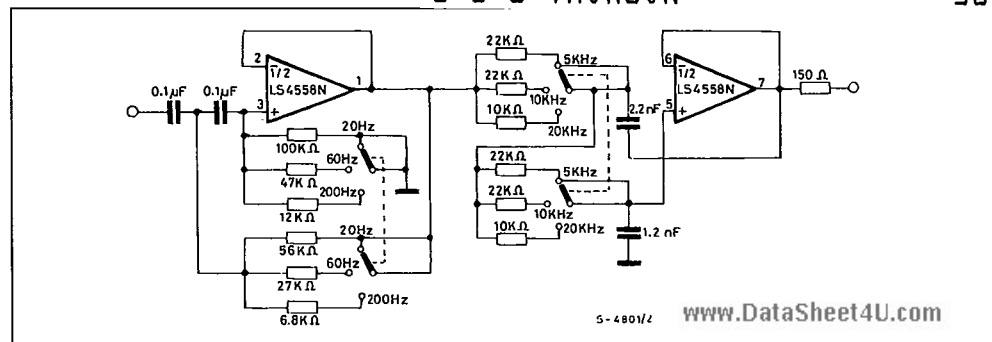 2
1/2
LS4558N
1
3
+
0.1µF
0.1µF
20Hz
100KΩ
60Hz
47KΩ
200Hz
12KΩ
20Hz
56KΩ
60Hz
27KΩ
200Hz
6.8KΩ
22KΩ
5KHz
22KΩ
10KHz
10KΩ
20KHz
2.2nF
22KΩ
5KHz
22KΩ
10KHz
10KΩ
20KHz
1.2 nF
6
1/2
LS4558N
7
5
+
150Ω
S-4801/2
www.DataSheet4U.com